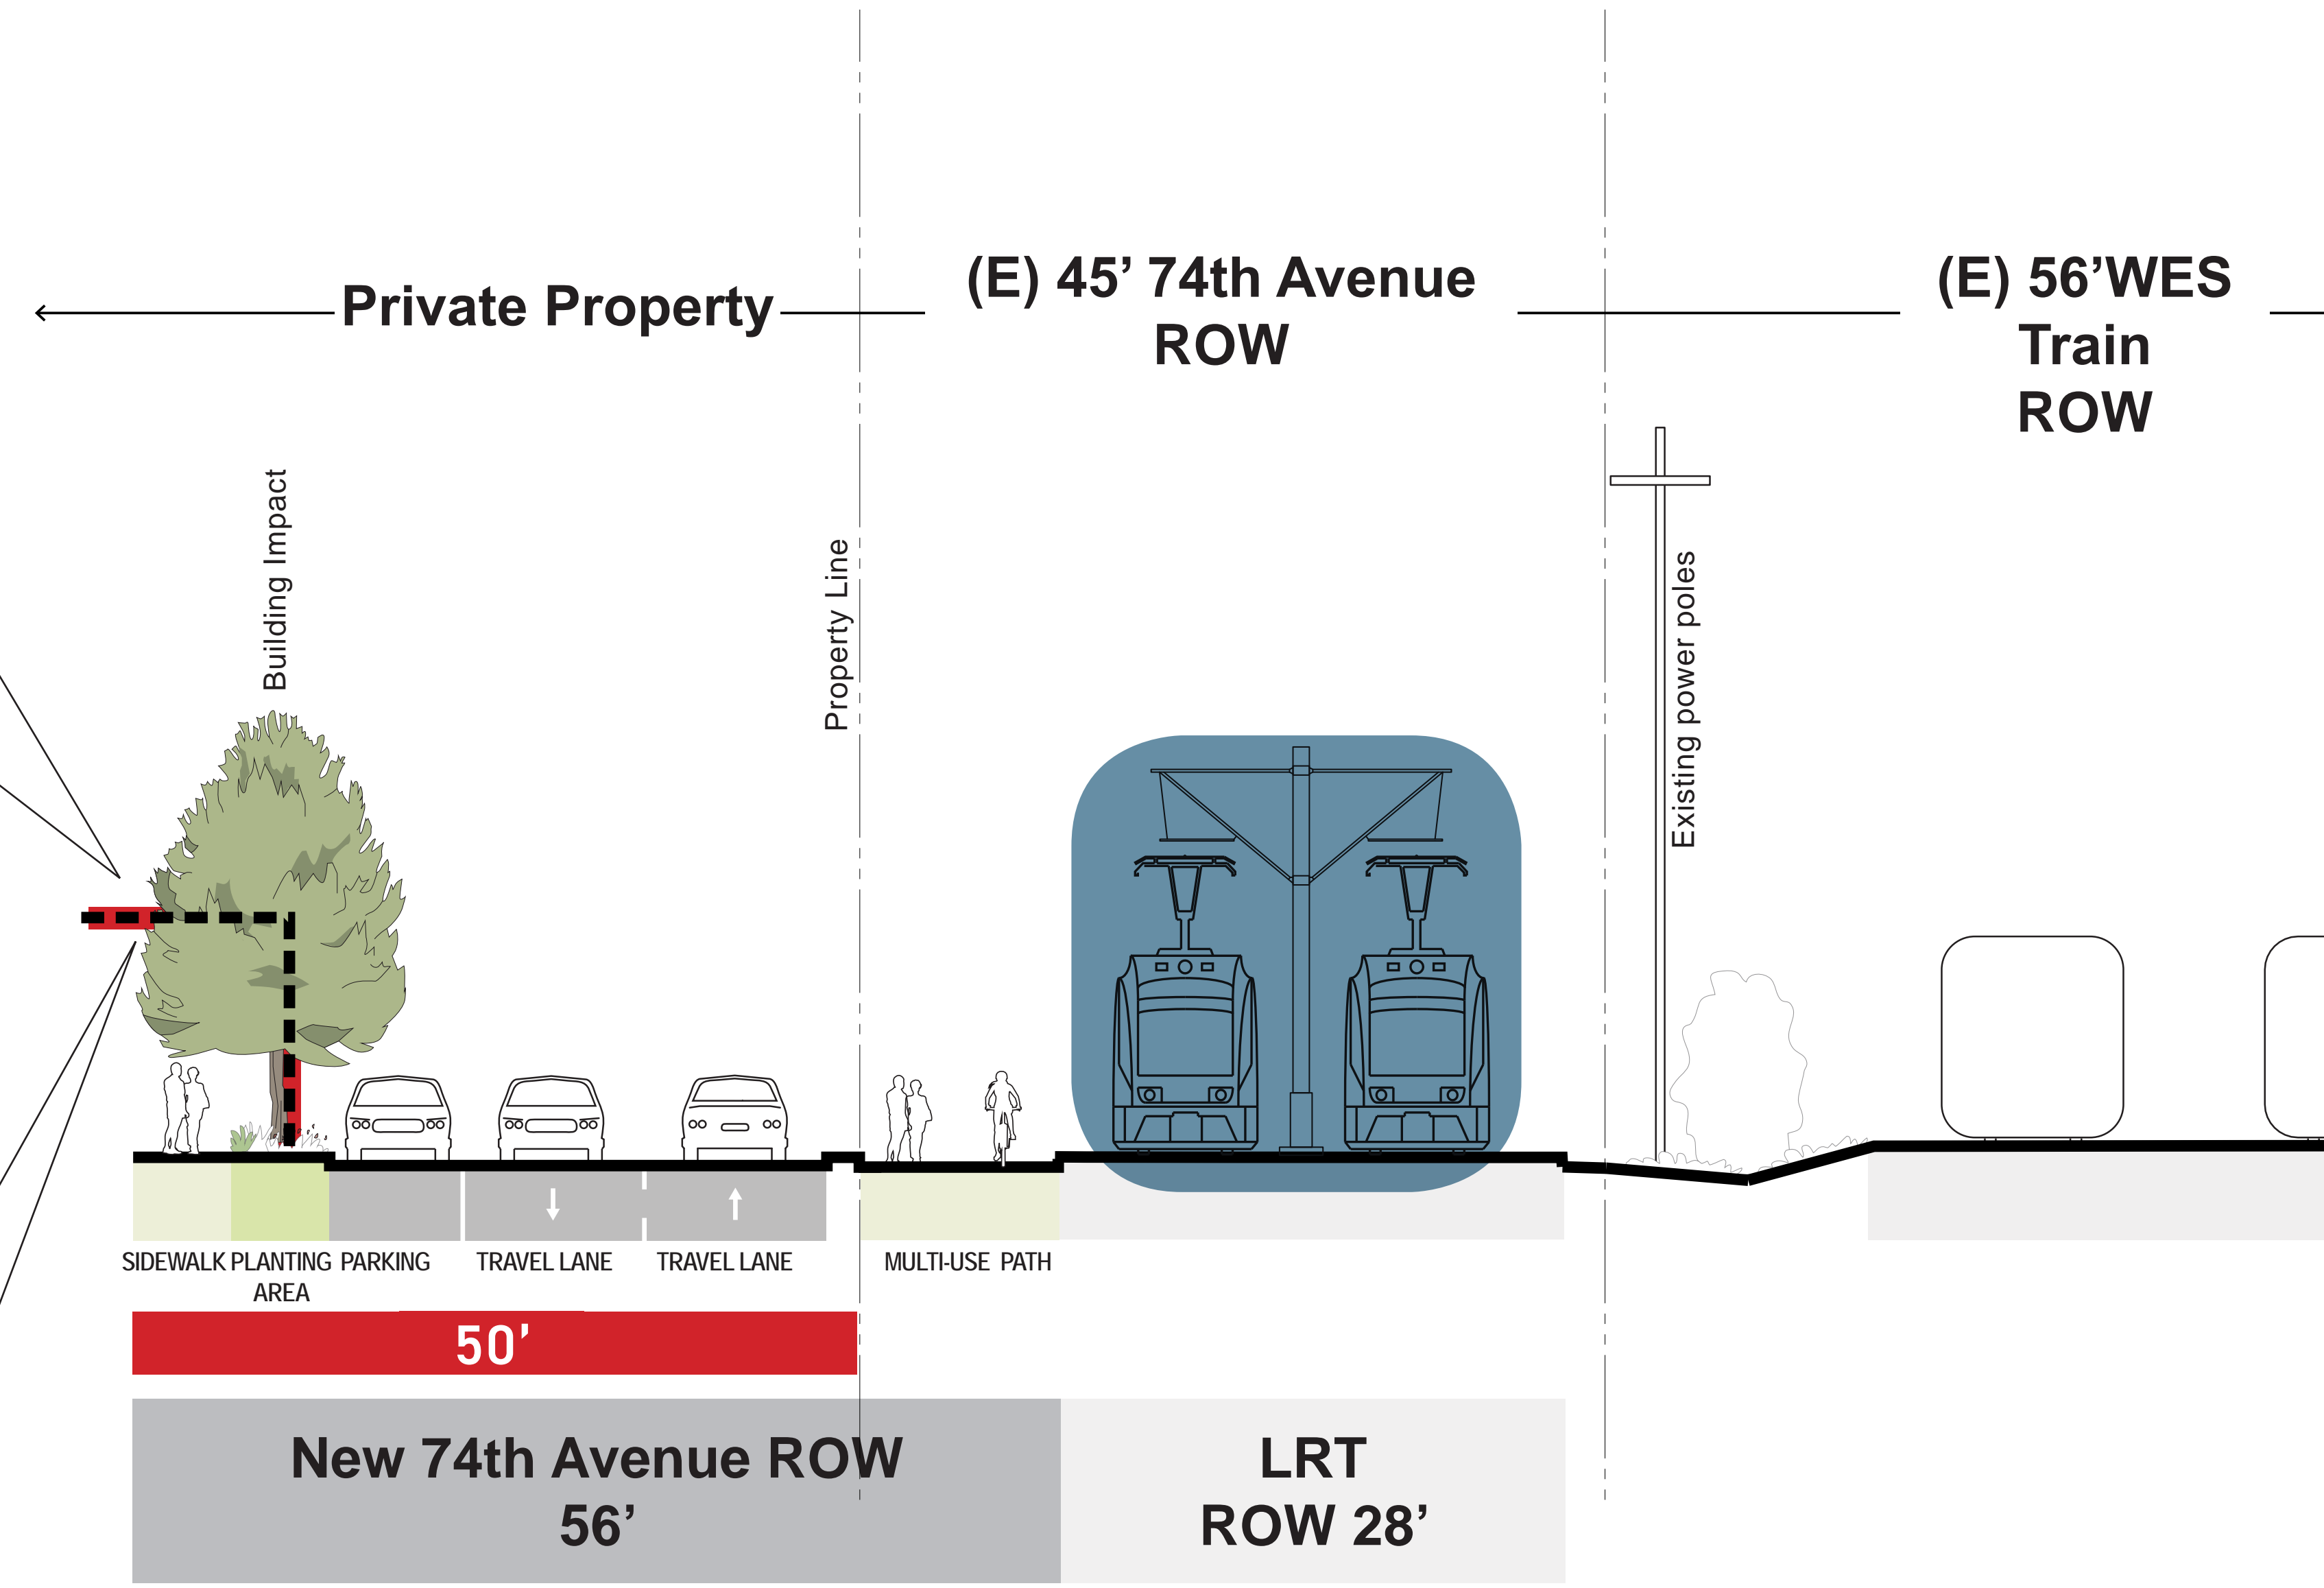 Private Property
(E) 45’ 74th Avenue
ROW
(E) 56’WES
Train
ROW
Building Impact
Property Line
Existing power poles
SIDEWALK
PLANTING
AREA
PARKING
TRAVEL LANE
TRAVEL LANE
MULTI-USE PATH
50’
New 74th Avenue ROW
56’
LRT
ROW 28’